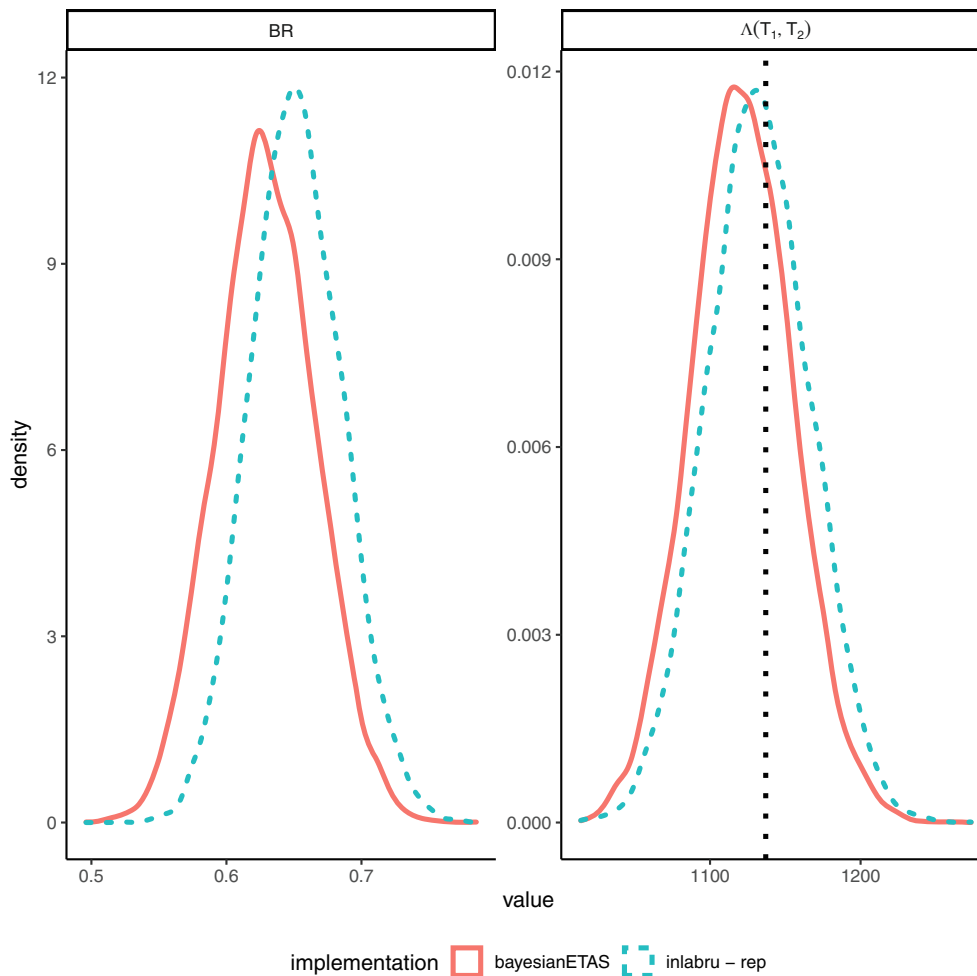 BR
Λ(T₁, T₂)
12
9
6
3
0
0.012
0.009
0.006
0.003
0.000
density
0.5
0.6
0.7
1100
1200
value
implementation
bayesianETAS
inlabru − rep